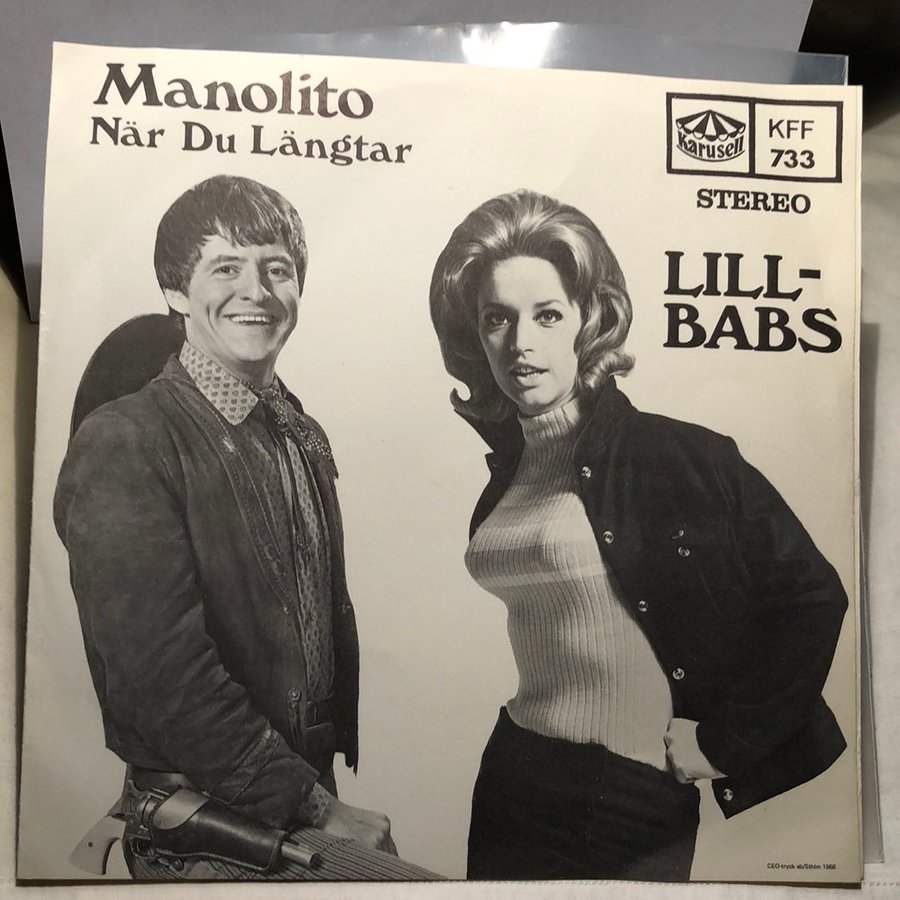 Manolito
När Du Längtar
Karusell
KFF
733
STEREO
LILL-
BABS
CEO-tryck ab/Sthlm 1968